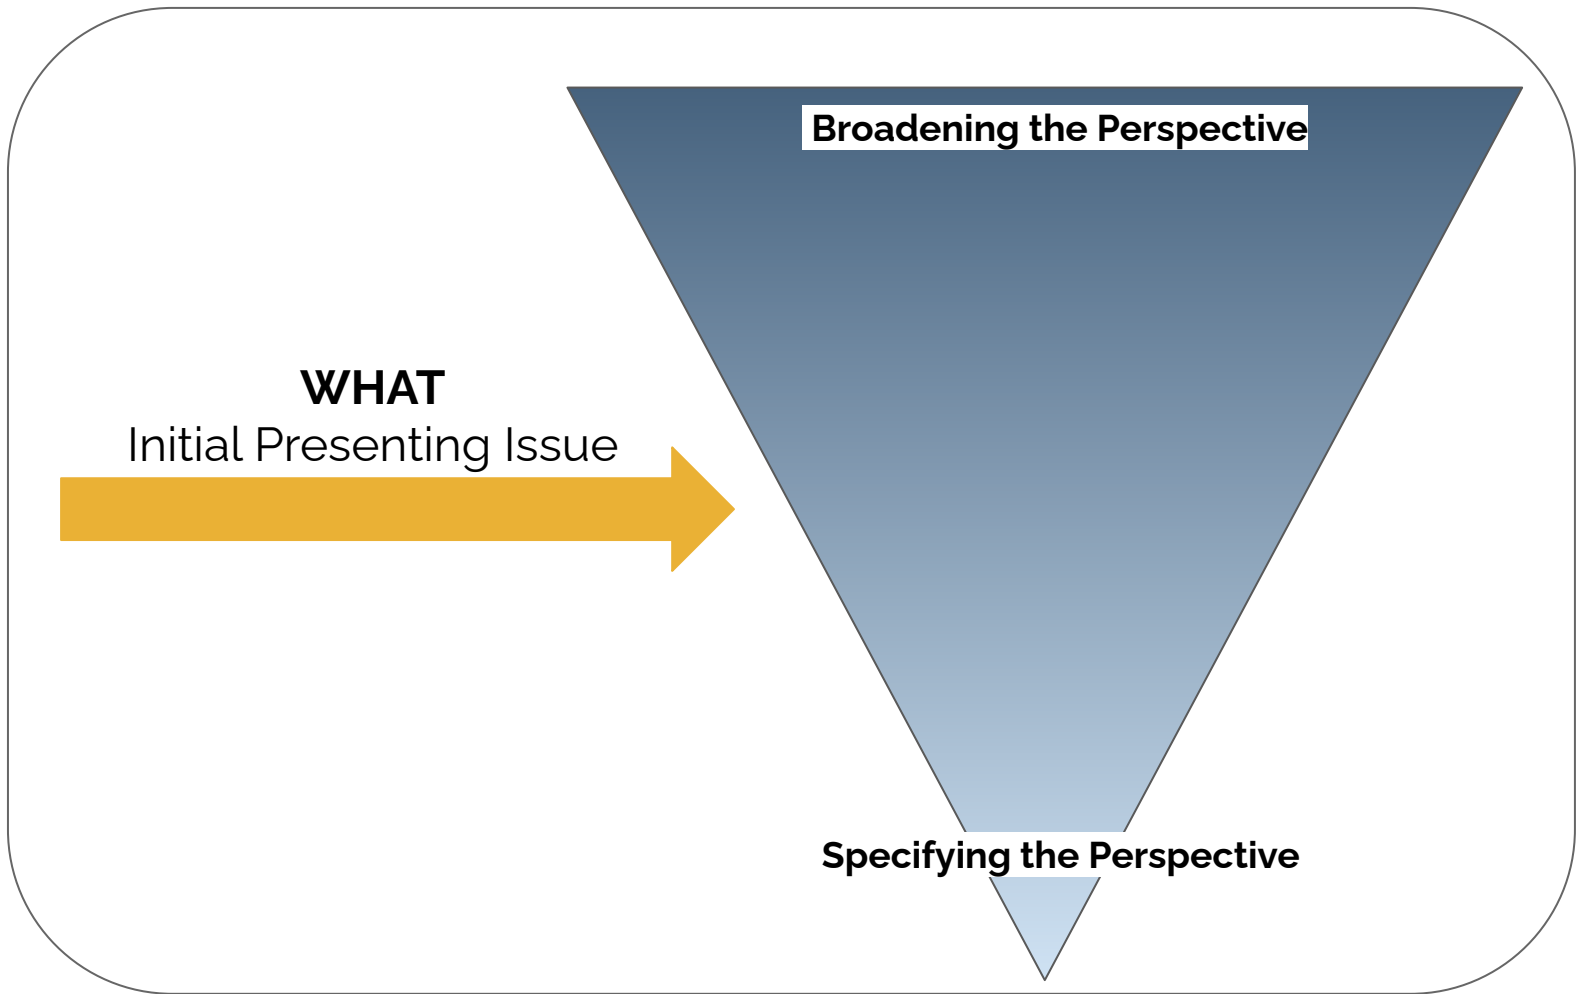 Broadening the Perspective
WHAT
Initial Presenting Issue
Specifying the Perspective